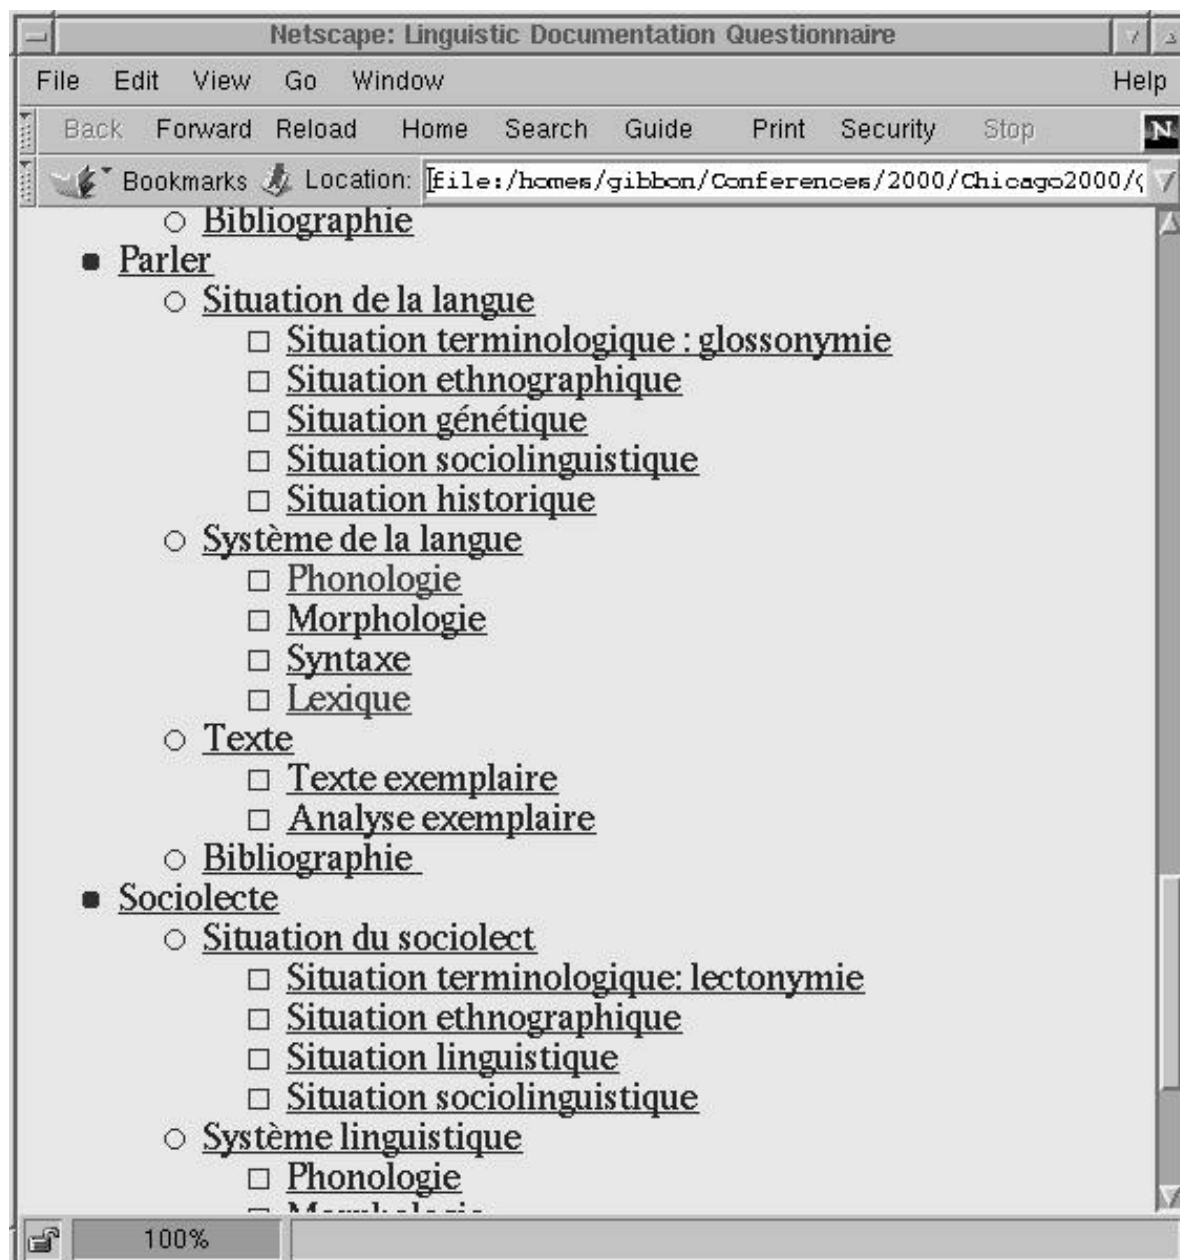 Netscape: Linguistic Documentation Questionnaire
File Edit View Go Window Help
Back Forward Reload Home Search Guide Print Security Stop N
Bookmarks Location: file:/homes/gibbon/Conferences/2000/Chicago2000/
Bibliographie
Parler
Situation de la langue
Situation terminologique : glossonymie
Situation ethnographique
Situation génétique
Situation sociolinguistique
Situation historique
Système de la langue
Phonologie
Morphologie
Syntaxe
Lexique
Texte
Texte exemplaire
Analyse exemplaire
Bibliographie
Sociolecte
Situation du sociolect
Situation terminologique: lectonymie
Situation ethnographique
Situation linguistique
Situation sociolinguistique
Système linguistique
Phonologie
Morphologie
100%